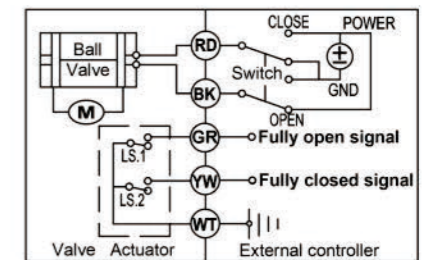 CLOSE POWER
Ball
Valve
RD
Switch
+
GND
M
BK
OPEN
GR Fully open signal
LS.1
YW Fully closed signal
LS.2
WT
Valve Actuator External controller